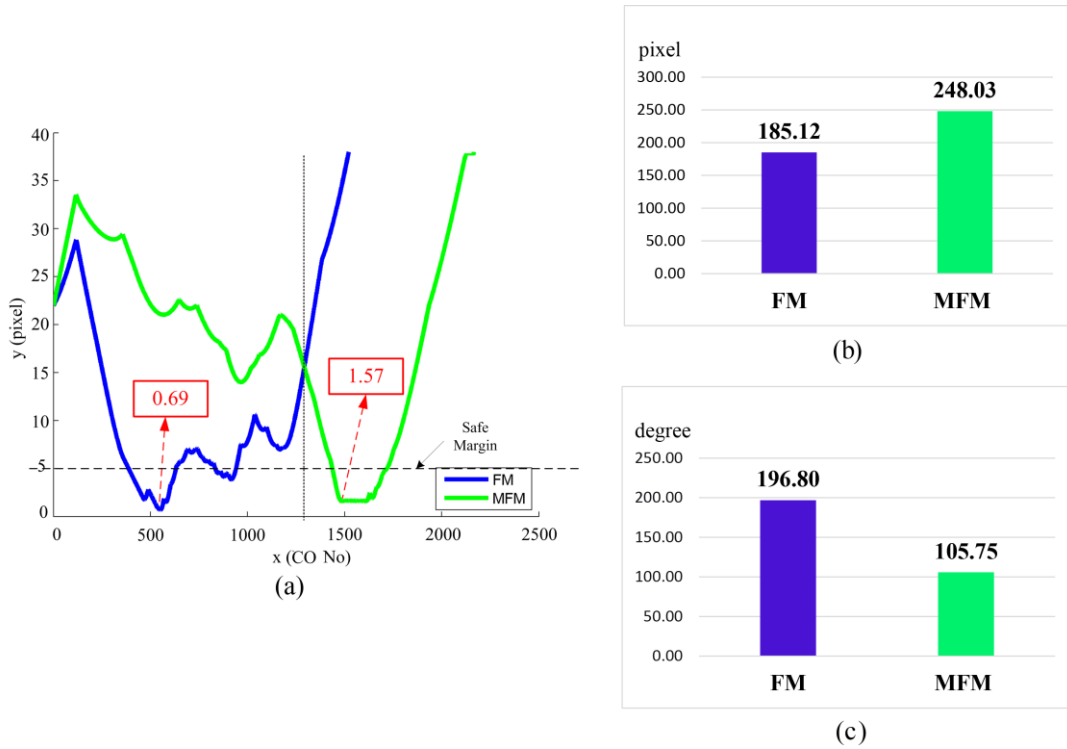 40
35
30
25
20
15
10
5
0
y (pixel)
0.69
1.57
Safe
Margin
FM
MFM
0 500 1000 1500 2000 2500
x (CO No)
(a)
pixel
300.00
250.00
200.00
150.00
100.00
50.00
0.00
185.12
248.03
FM MFM
(b)
degree
250.00
200.00
150.00
100.00
50.00
0.00
196.80
105.75
FM MFM
(c)